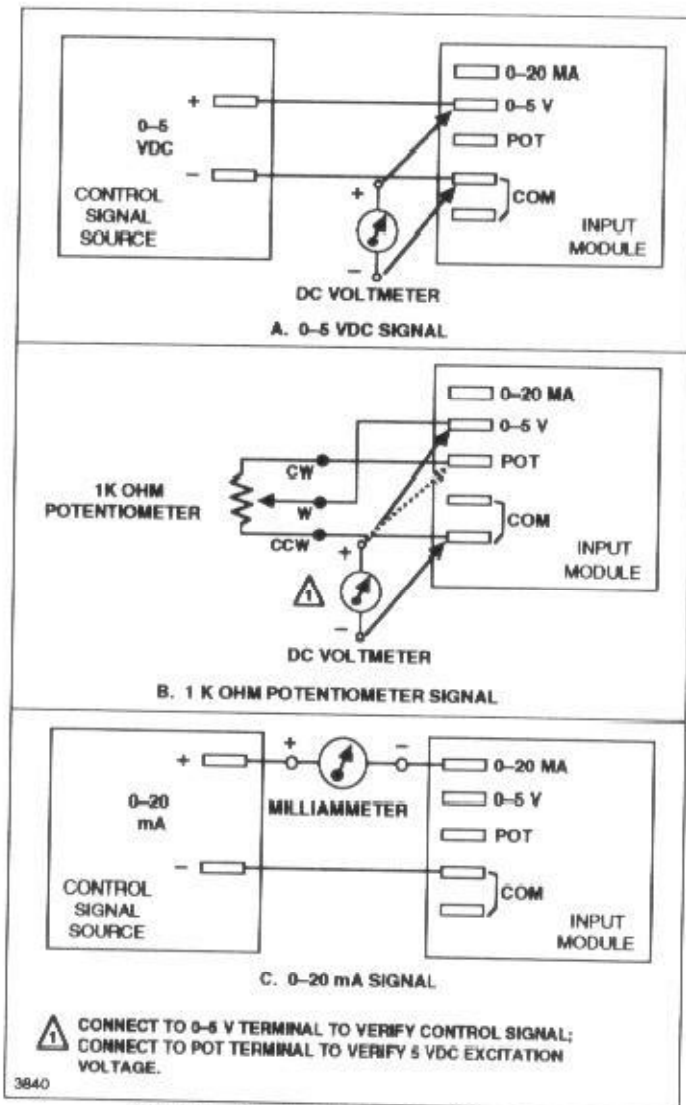 0–20 MA
+
0–5 V
0–5
VDC
POT
–
+
COM
CONTROL
SIGNAL
SOURCE
INPUT
MODULE
–
DC VOLTMETER
A. 0–5 VDC SIGNAL
0–20 MA
0–5 V
CW
POT
1K OHM
POTENTIOMETER
W
COM
CCW
+
INPUT
MODULE
1
–
DC VOLTMETER
B. 1 K OHM POTENTIOMETER SIGNAL
+
+
–
0–20 MA
0–20
mA
MILLIAMMETER
0–5 V
POT
–
COM
CONTROL
SIGNAL
SOURCE
INPUT
MODULE
C. 0–20 mA SIGNAL
1 CONNECT TO 0–5 V TERMINAL TO VERIFY CONTROL SIGNAL;
CONNECT TO POT TERMINAL TO VERIFY 5 VDC EXCITATION
VOLTAGE.
3840